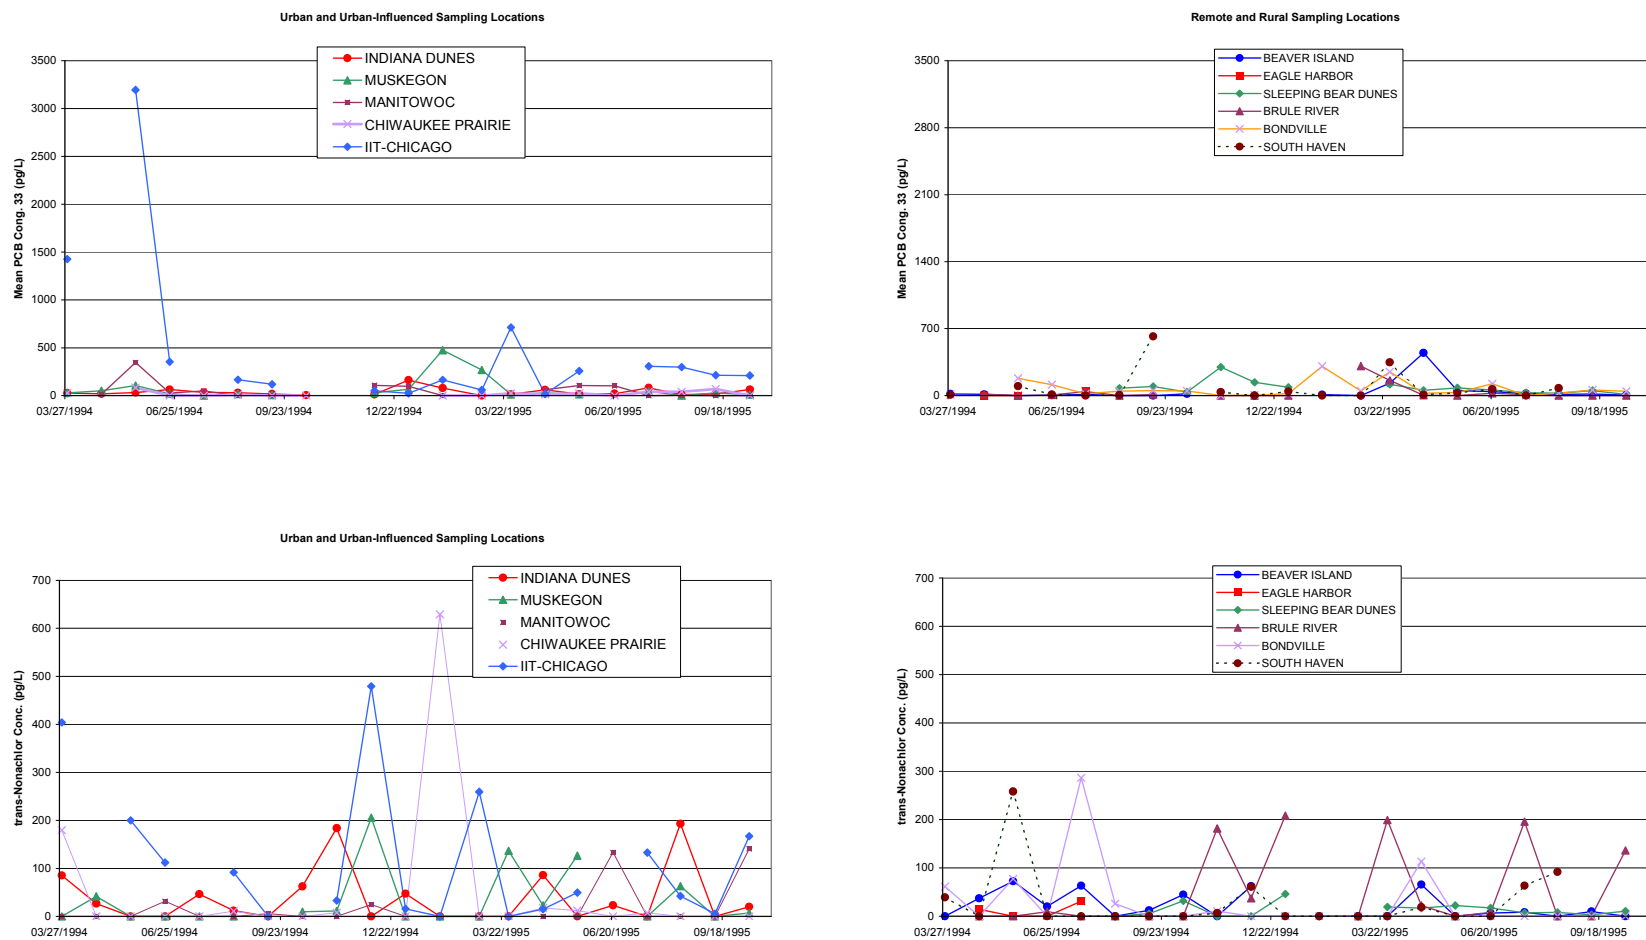 Urban and Urban-Influenced Sampling Locations
Mean PCB Cong. 33 (pg/L)
3500
3000
2500
2000
1500
1000
500
0
03/27/1994 06/25/1994 09/23/1994 12/22/1994 03/22/1995 06/20/1995 09/18/1995
INDIANA DUNES
MUSKEGON
MANITOWOC
CHIWAUKEE PRAIRIE
IIT-CHICAGO
Remote and Rural Sampling Locations
Mean PCB Cong. 33 (pg/L)
3500
2800
2100
1400
700
0
03/27/1994 06/25/1994 09/23/1994 12/22/1994 03/22/1995 06/20/1995 09/18/1995
BEAVER ISLAND
EAGLE HARBOR
SLEEPING BEAR DUNES
BRULE RIVER
BONDVILLE
SOUTH HAVEN
Urban and Urban-Influenced Sampling Locations
trans-Nonachlor Conc. (pg/L)
700
600
500
400
300
200
100
0
03/27/1994 06/25/1994 09/23/1994 12/22/1994 03/22/1995 06/20/1995 09/18/1995
INDIANA DUNES
MUSKEGON
MANITOWOC
CHIWAUKEE PRAIRIE
IIT-CHICAGO
trans-Nonachlor Conc. (pg/L)
700
600
500
400
300
200
100
0
03/27/1994 06/25/1994 09/23/1994 12/22/1994 03/22/1995 06/20/1995 09/18/1995
BEAVER ISLAND
EAGLE HARBOR
SLEEPING BEAR DUNES
BRULE RIVER
BONDVILLE
SOUTH HAVEN